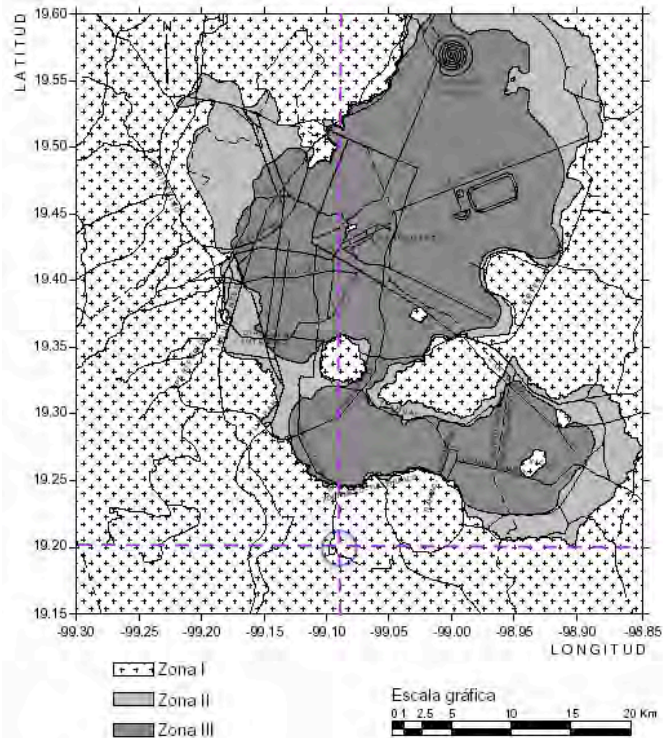 LATITUD
19.60
19.55
19.50
19.45
19.40
19.35
19.30
19.25
19.20
19.15
-99.30 -99.25 -99.20 -99.15 -99.10 -99.05 -99.00 -98.95 -98.90 -98.85
LONGITUD
Zona I
Zona II
Zona III
Escala gráfica
0 1 2.5 5 10 15 20 Km